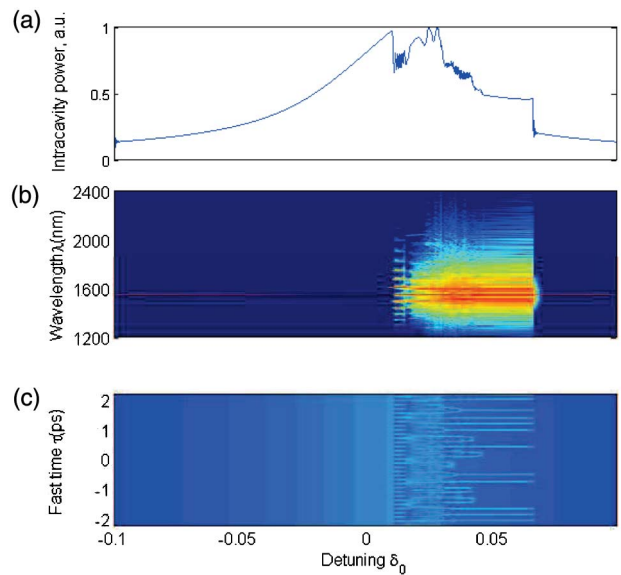 (a)
Intracavity power, a.u.
1
0.5
0
(b)
Wavelength λ(nm)
2400
2000
1600
1200
(c)
Fast time τ(ps)
2
1
0
-1
-2
-0.1
-0.05
0
0.05
Detuning δ₀